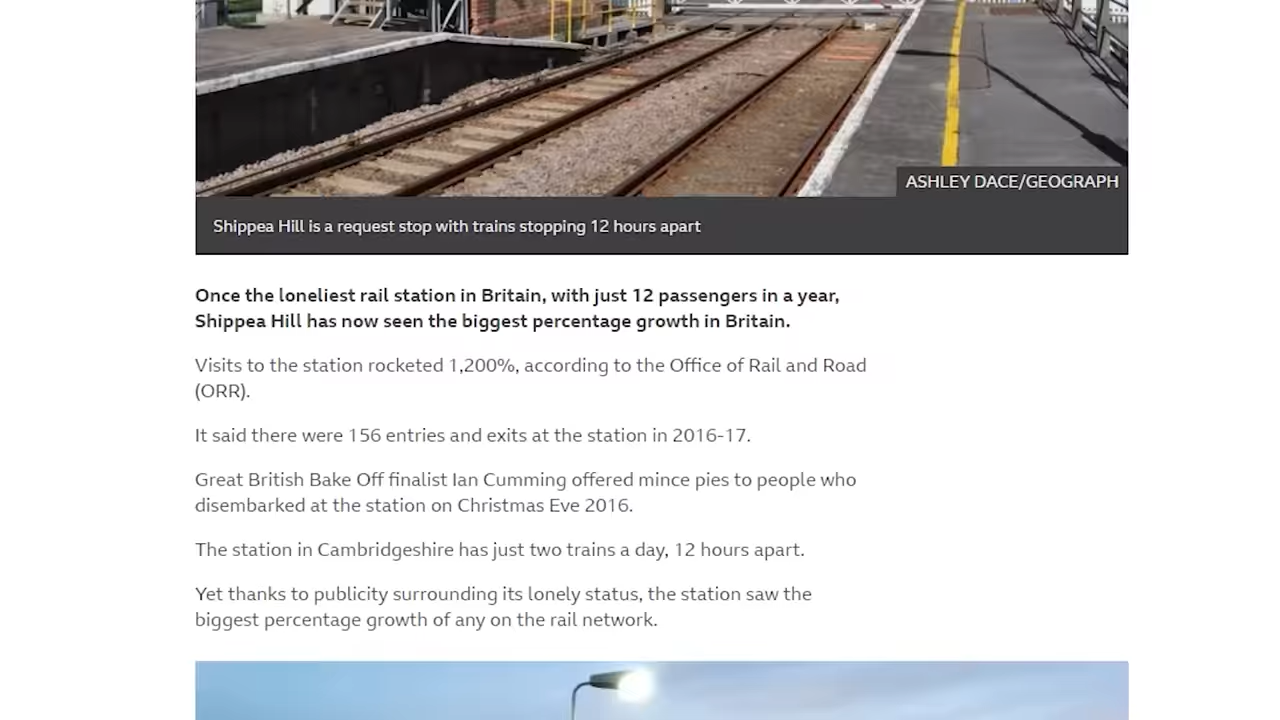 ASHLEY DACE/GEOGRAPH
Shippea Hill is a request stop with trains stopping 12 hours apart
Once the loneliest rail station in Britain, with just 12 passengers in a year,
Shippea Hill has now seen the biggest percentage growth in Britain.
Visits to the station rocketed 1,200%, according to the Office of Rail and Road
(ORR).
It said there were 156 entries and exits at the station in 2016-17.
Great British Bake Off finalist Ian Cumming offered mince pies to people who
disembarked at the station on Christmas Eve 2016.
The station in Cambridgeshire has just two trains a day, 12 hours apart.
Yet thanks to publicity surrounding its lonely status, the station saw the
biggest percentage growth of any on the rail network.